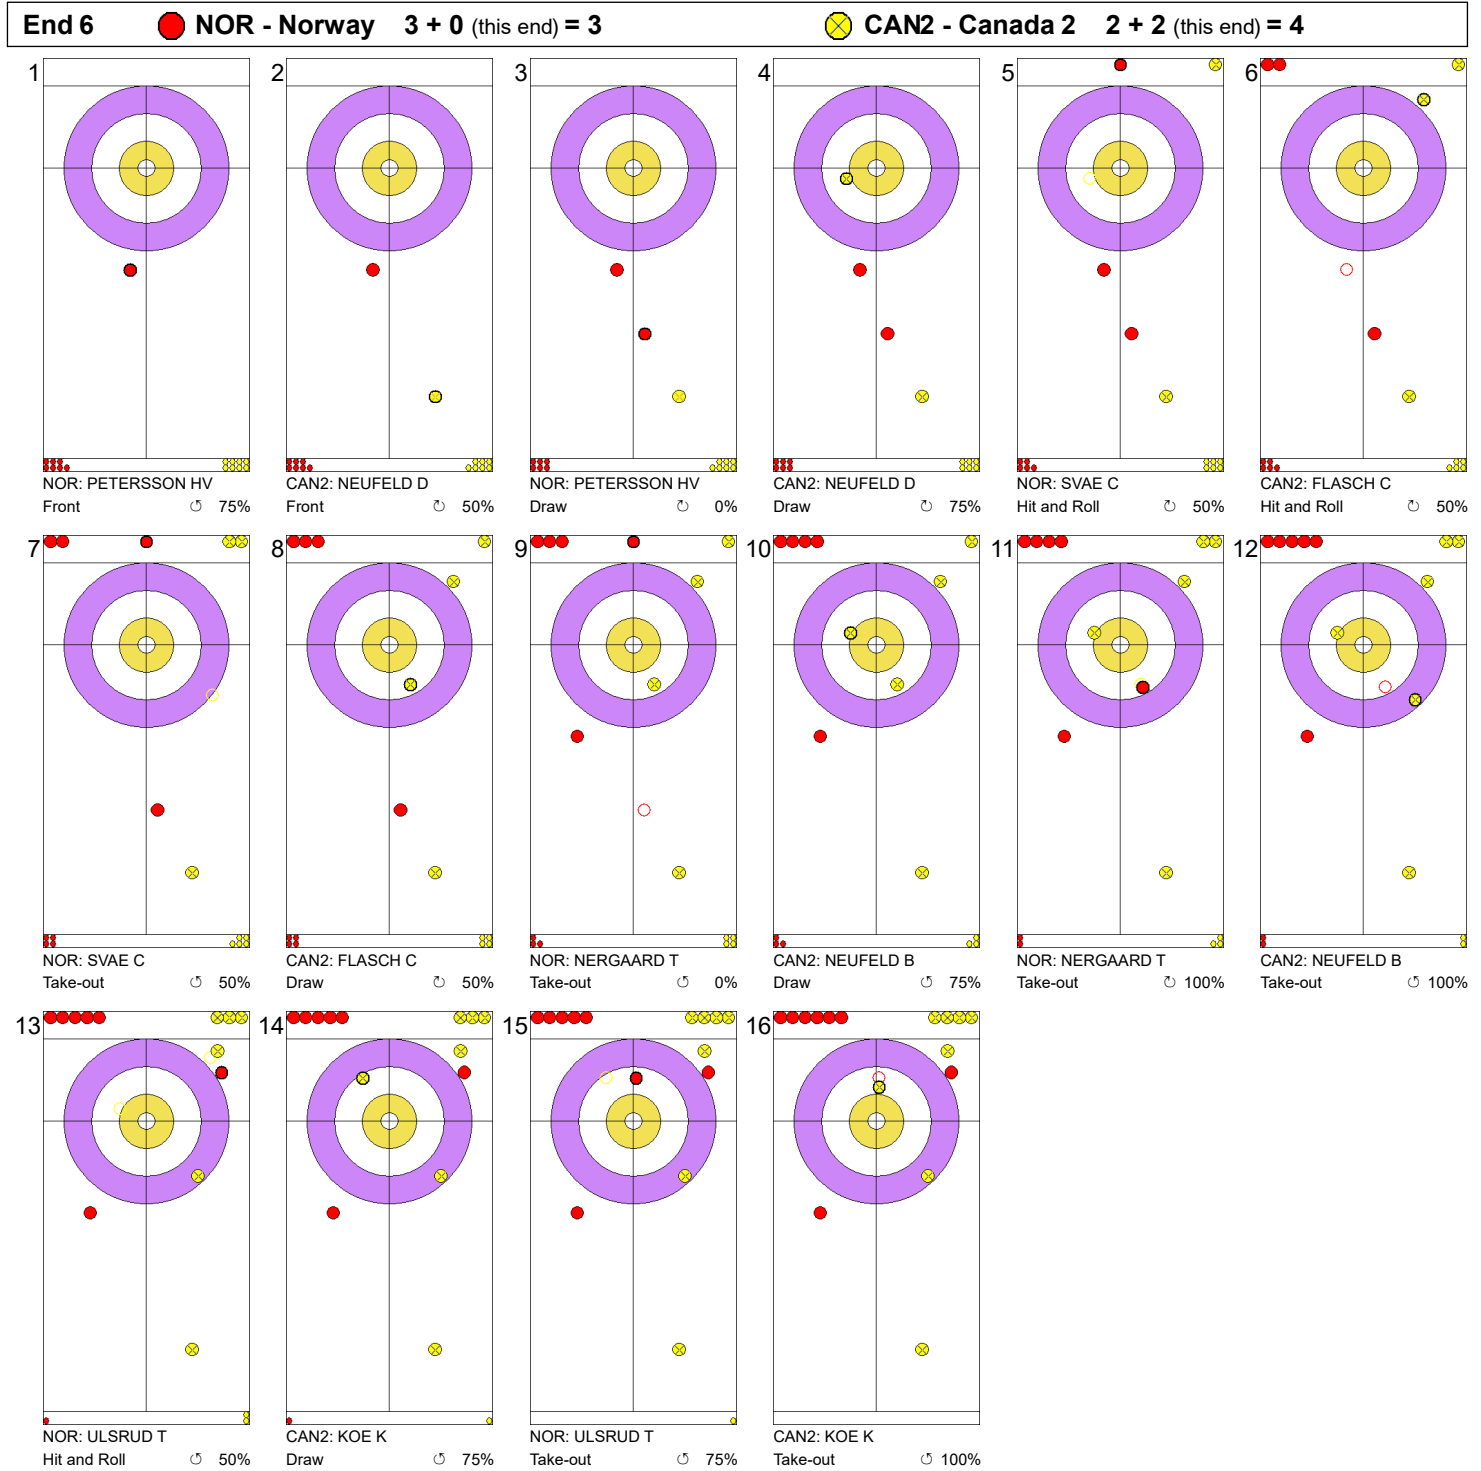 End 6 NOR - Norway 3 + 0 (this end) = 3 CAN2 - Canada 2 2 + 2 (this end) = 4
1 2 3 4 5 6
NOR: PETERSSON HV CAN2: NEUFELD D NOR: PETERSSON HV CAN2: NEUFELD D NOR: SVAE C CAN2: FLASCH C
Front ↺ 75% Front ↺ 50% Draw ↻ 0% Draw ↻ 75% Hit and Roll ↻ 50% Hit and Roll ↻ 50%
7 8 9 10 11 12
NOR: SVAE C CAN2: FLASCH C NOR: NERGAARD T CAN2: NEUFELD B NOR: NERGAARD T CAN2: NEUFELD B
Take-out ↺ 50% Draw ↺ 50% Take-out ↺ 0% Draw ↺ 75% Take-out ↺ 100% Take-out ↺ 100%
13 14 15 16
NOR: ULSRUD T CAN2: KOE K NOR: ULSRUD T CAN2: KOE K
Hit and Roll ↺ 50% Draw ↺ 75% Take-out ↺ 75% Take-out ↺ 100%